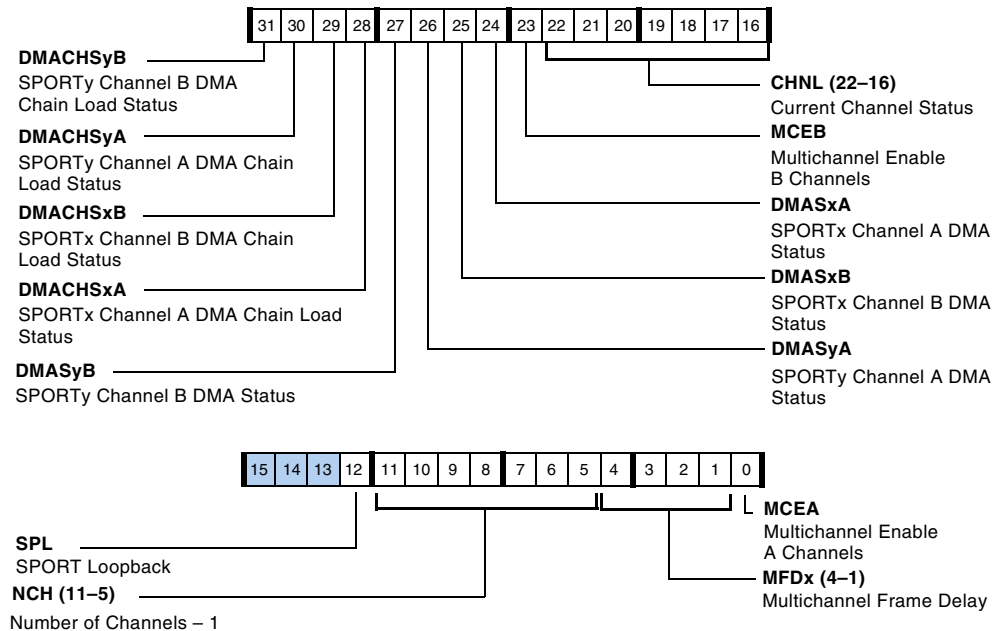 31 30 29 28 27 26 25 24 23 22 21 20 19 18 17 16
DMACHSyB
SPORTy Channel B DMA
Chain Load Status
DMACHSyA
SPORTy Channel A DMA Chain
Load Status
DMACHSxB
SPORTx Channel B DMA Chain
Load Status
DMACHSxA
SPORTx Channel A DMA Chain Load
Status
DMASyB
SPORTy Channel B DMA Status
CHNL (22–16)
Current Channel Status
MCEB
Multichannel Enable
B Channels
DMASxA
SPORTx Channel A DMA
Status
DMASxB
SPORTx Channel B DMA
Status
DMASyA
SPORTy Channel A DMA
Status
15 14 13 12 11 10 9 8 7 6 5 4 3 2 1 0
SPL
SPORT Loopback
NCH (11–5)
Number of Channels – 1
MCEA
Multichannel Enable
A Channels
MFDx (4–1)
Multichannel Frame Delay